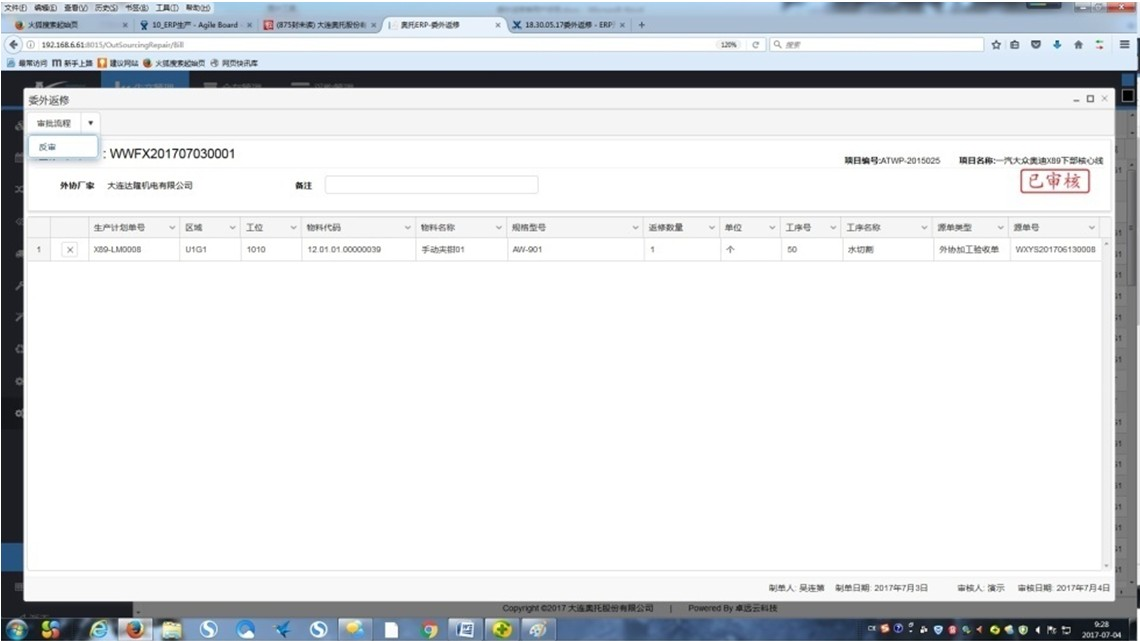 文件(F) 编辑(E) 查看(V) 历史(S) 书签(B) 工具(T) 帮助(H)
火狐搜索起始页 10_ERP生产 - Agile Board (875封未读) 大连奥托股份有 奥托ERP-委外返修 18.30.05.17委外返修 - ERP
192.168.6.61:8015/OutSourcingRepair/Bill 120% 搜索
最常访问 新手上路 建议网站 火狐搜索起始页 网页快讯库
委外返修
审批流程
反审
: WWFX201707030001
项目编号:ATWP-2015025 项目名称:一汽大众奥迪X89下部核心线
外协厂家 大连达隆机电有限公司 备注
已审核
生产计划单号 区域 工位 物料代码 物料名称 规格型号 返修数量 单位 工序号 工序名称 源单类型 源单号
1 X89-LM0008 U1G1 1010 12.01.01.00000039 手动夹钳01 AW-901 1 个 50 水切割 外协加工验收单 WXYS201706130008
制单人: 吴连第 制单日期: 2017年7月3日 审核人: 演示 审核日期: 2017年7月4日
Copyright ©2017 大连奥托股份有限公司 | Powered By 卓远云科技
9:28
2017-07-04